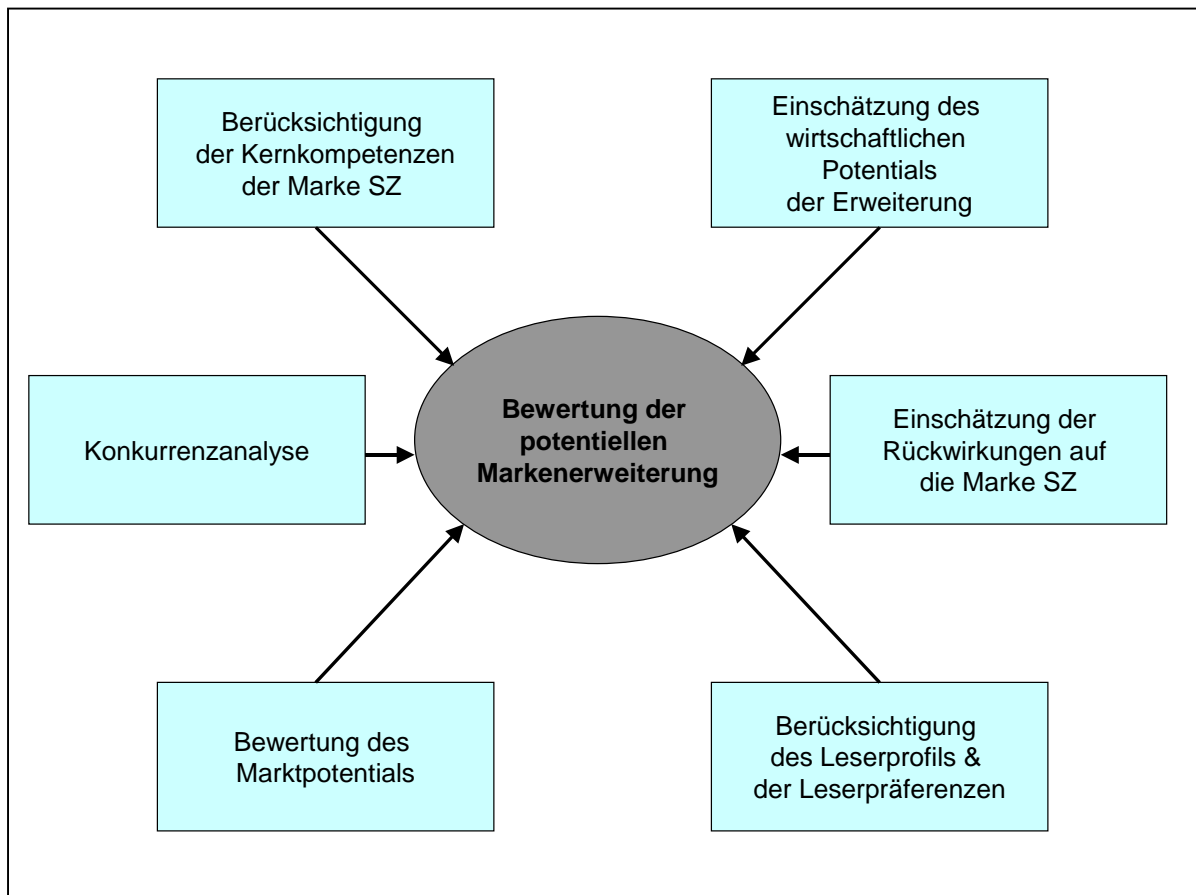 Berücksichtigung
der Kernkompetenzen
der Marke SZ
Einschätzung des
wirtschaftlichen
Potentials
der Erweiterung
Konkurrenzanalyse
Bewertung der
potentiellen
Markenerweiterung
Einschätzung der
Rückwirkungen auf
die Marke SZ
Bewertung des
Marktpotentials
Berücksichtigung
des Leserprofils &
der Leserpräferenzen